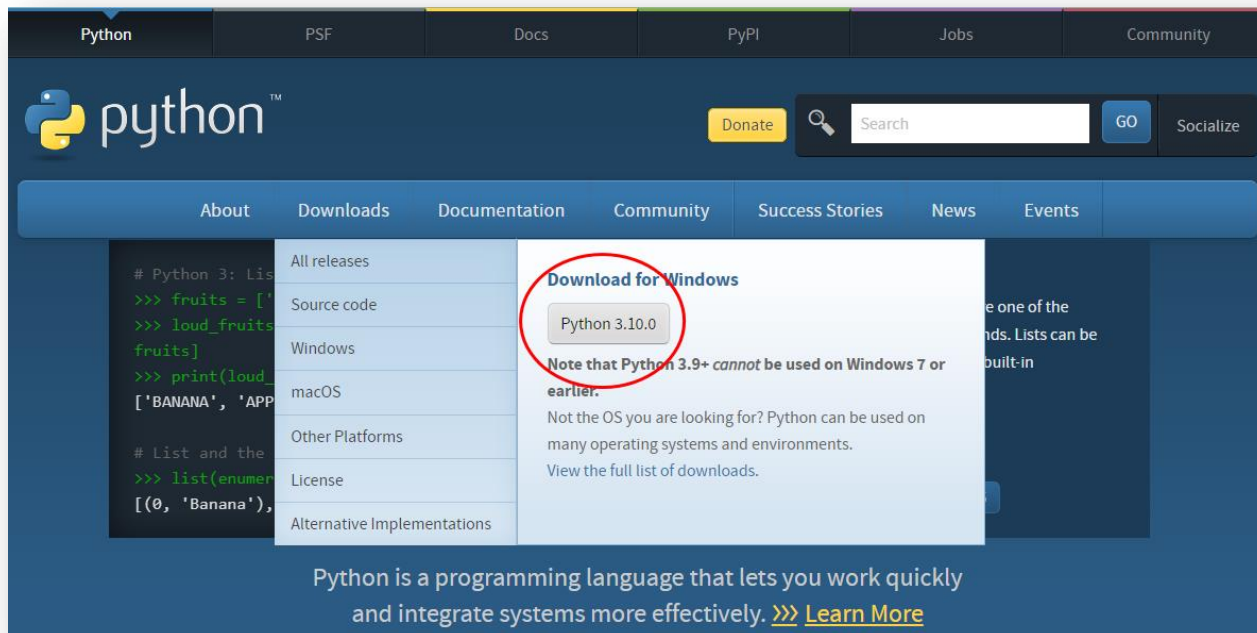 Python PSF Docs PyPI Jobs Community
python™
Donate Search GO Socialize
About Downloads Documentation Community Success Stories News Events
# Python 3: Lis
>>> fruits = ['
>>> loud_fruits
fruits]
>>> print(loud_
['BANANA', 'APP
# List and the
>>> list(enumer
[(0, 'Banana'),
All releases
Source code
Windows
macOS
Other Platforms
License
Alternative Implementations
Download for Windows
Python 3.10.0
Note that Python 3.9+ cannot be used on Windows 7 or
earlier.
Not the OS you are looking for? Python can be used on
many operating systems and environments.
View the full list of downloads.
e one of the
nds. Lists can be
built-in
Python is a programming language that lets you work quickly
and integrate systems more effectively. >>> Learn More